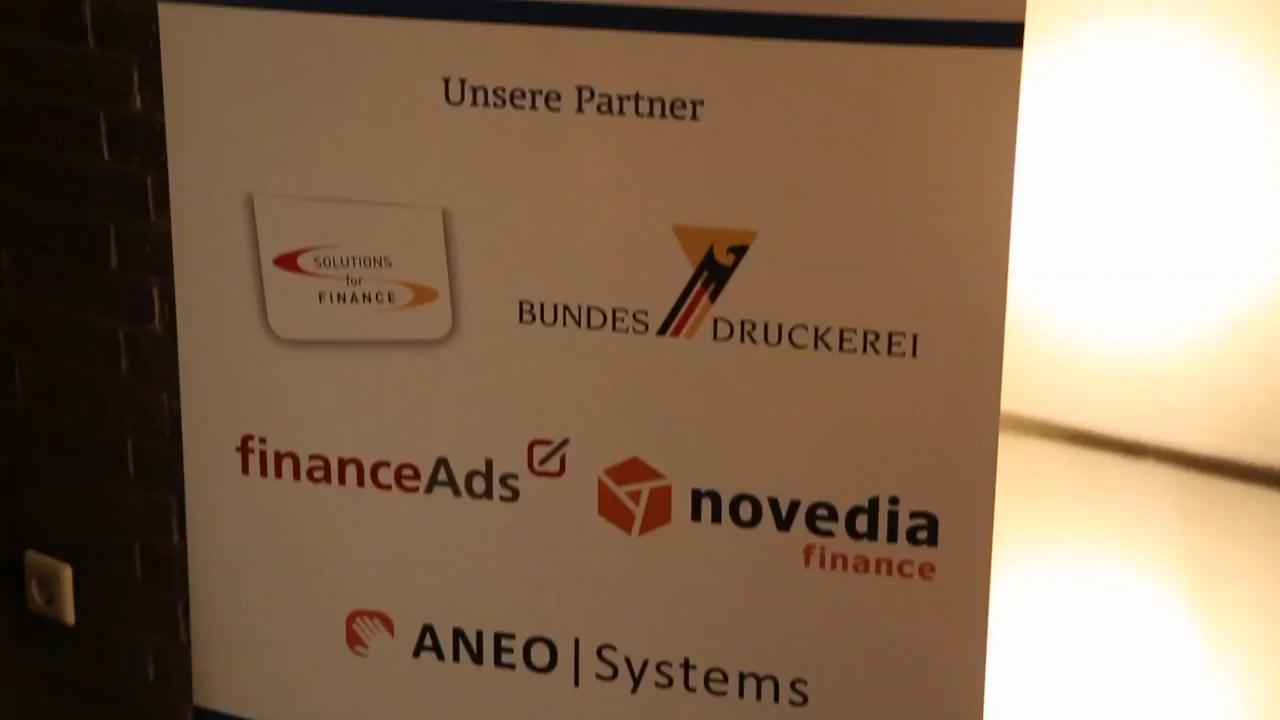 Unsere Partner
SOLUTIONS
for
FINANCE
BUNDES DRUCKEREI
financeAds
novedia
finance
ANEO|Systems